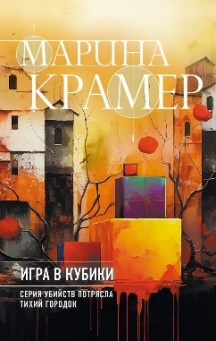 МАРИНА
КРАМЕР
ИГРА В КУБИКИ
СЕРИЯ УБИЙСТВ ПОТРЯСЛА
ТИХИЙ ГОРОДОК